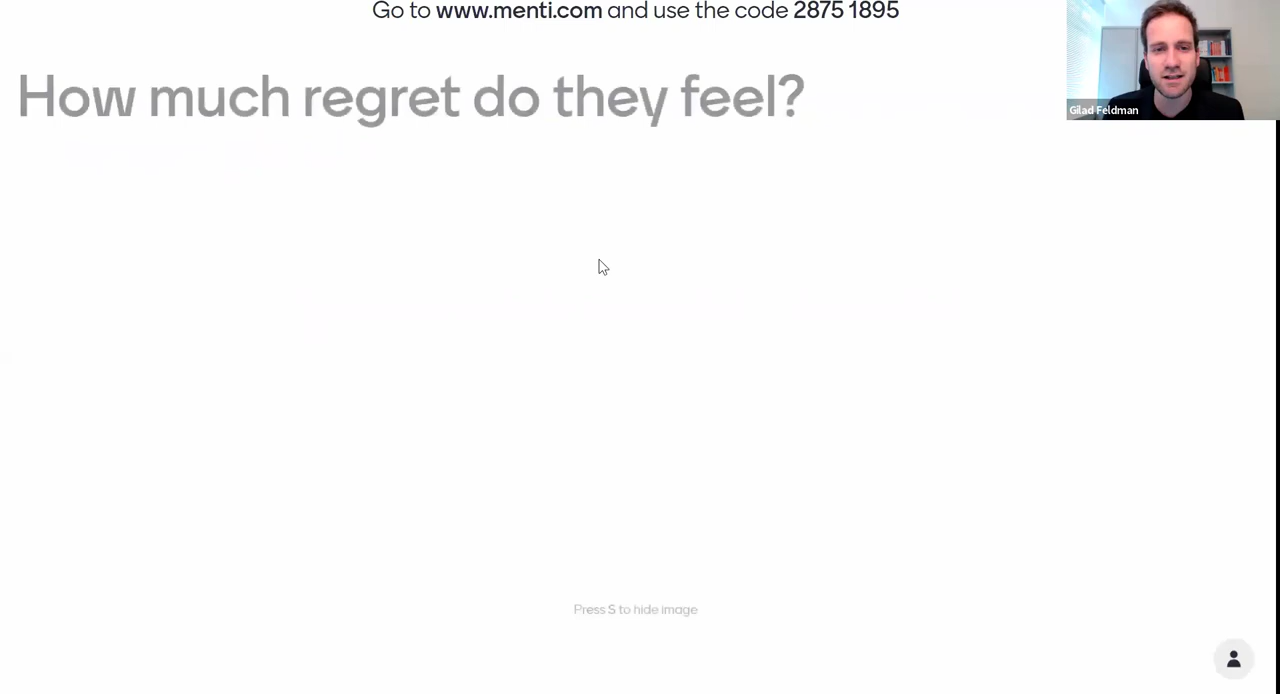 Go to www.menti.com and use the code 2875 1895
How much regret do they feel?
Gilad Feldman
Press S to hide image